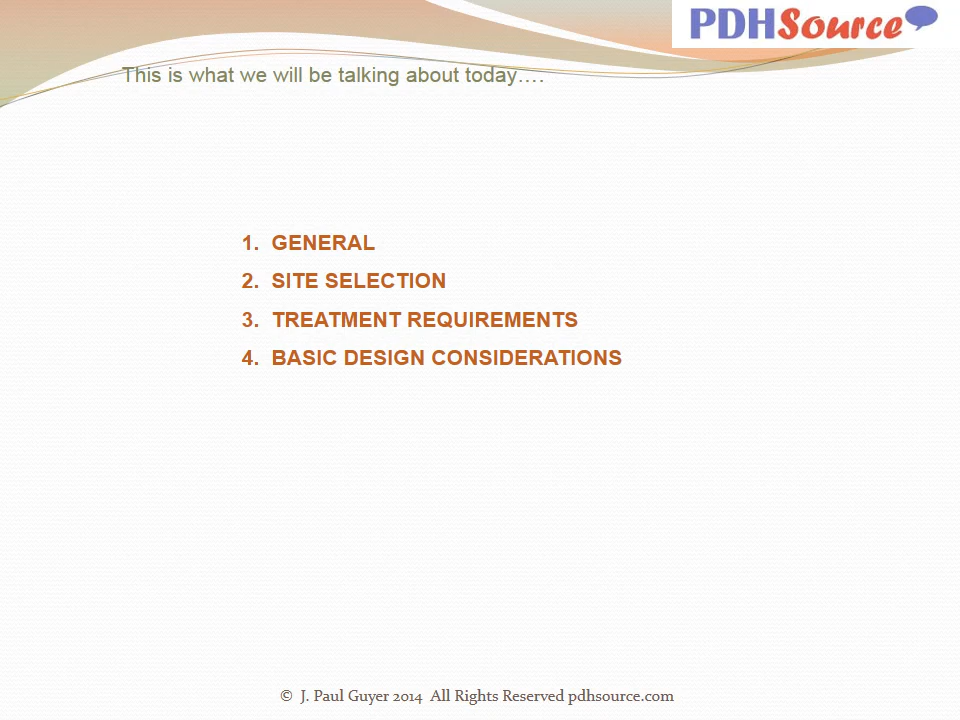 PDHSource
This is what we will be talking about today….
1. GENERAL
2. SITE SELECTION
3. TREATMENT REQUIREMENTS
4. BASIC DESIGN CONSIDERATIONS
© J. Paul Guyer 2014 All Rights Reserved pdhsource.com